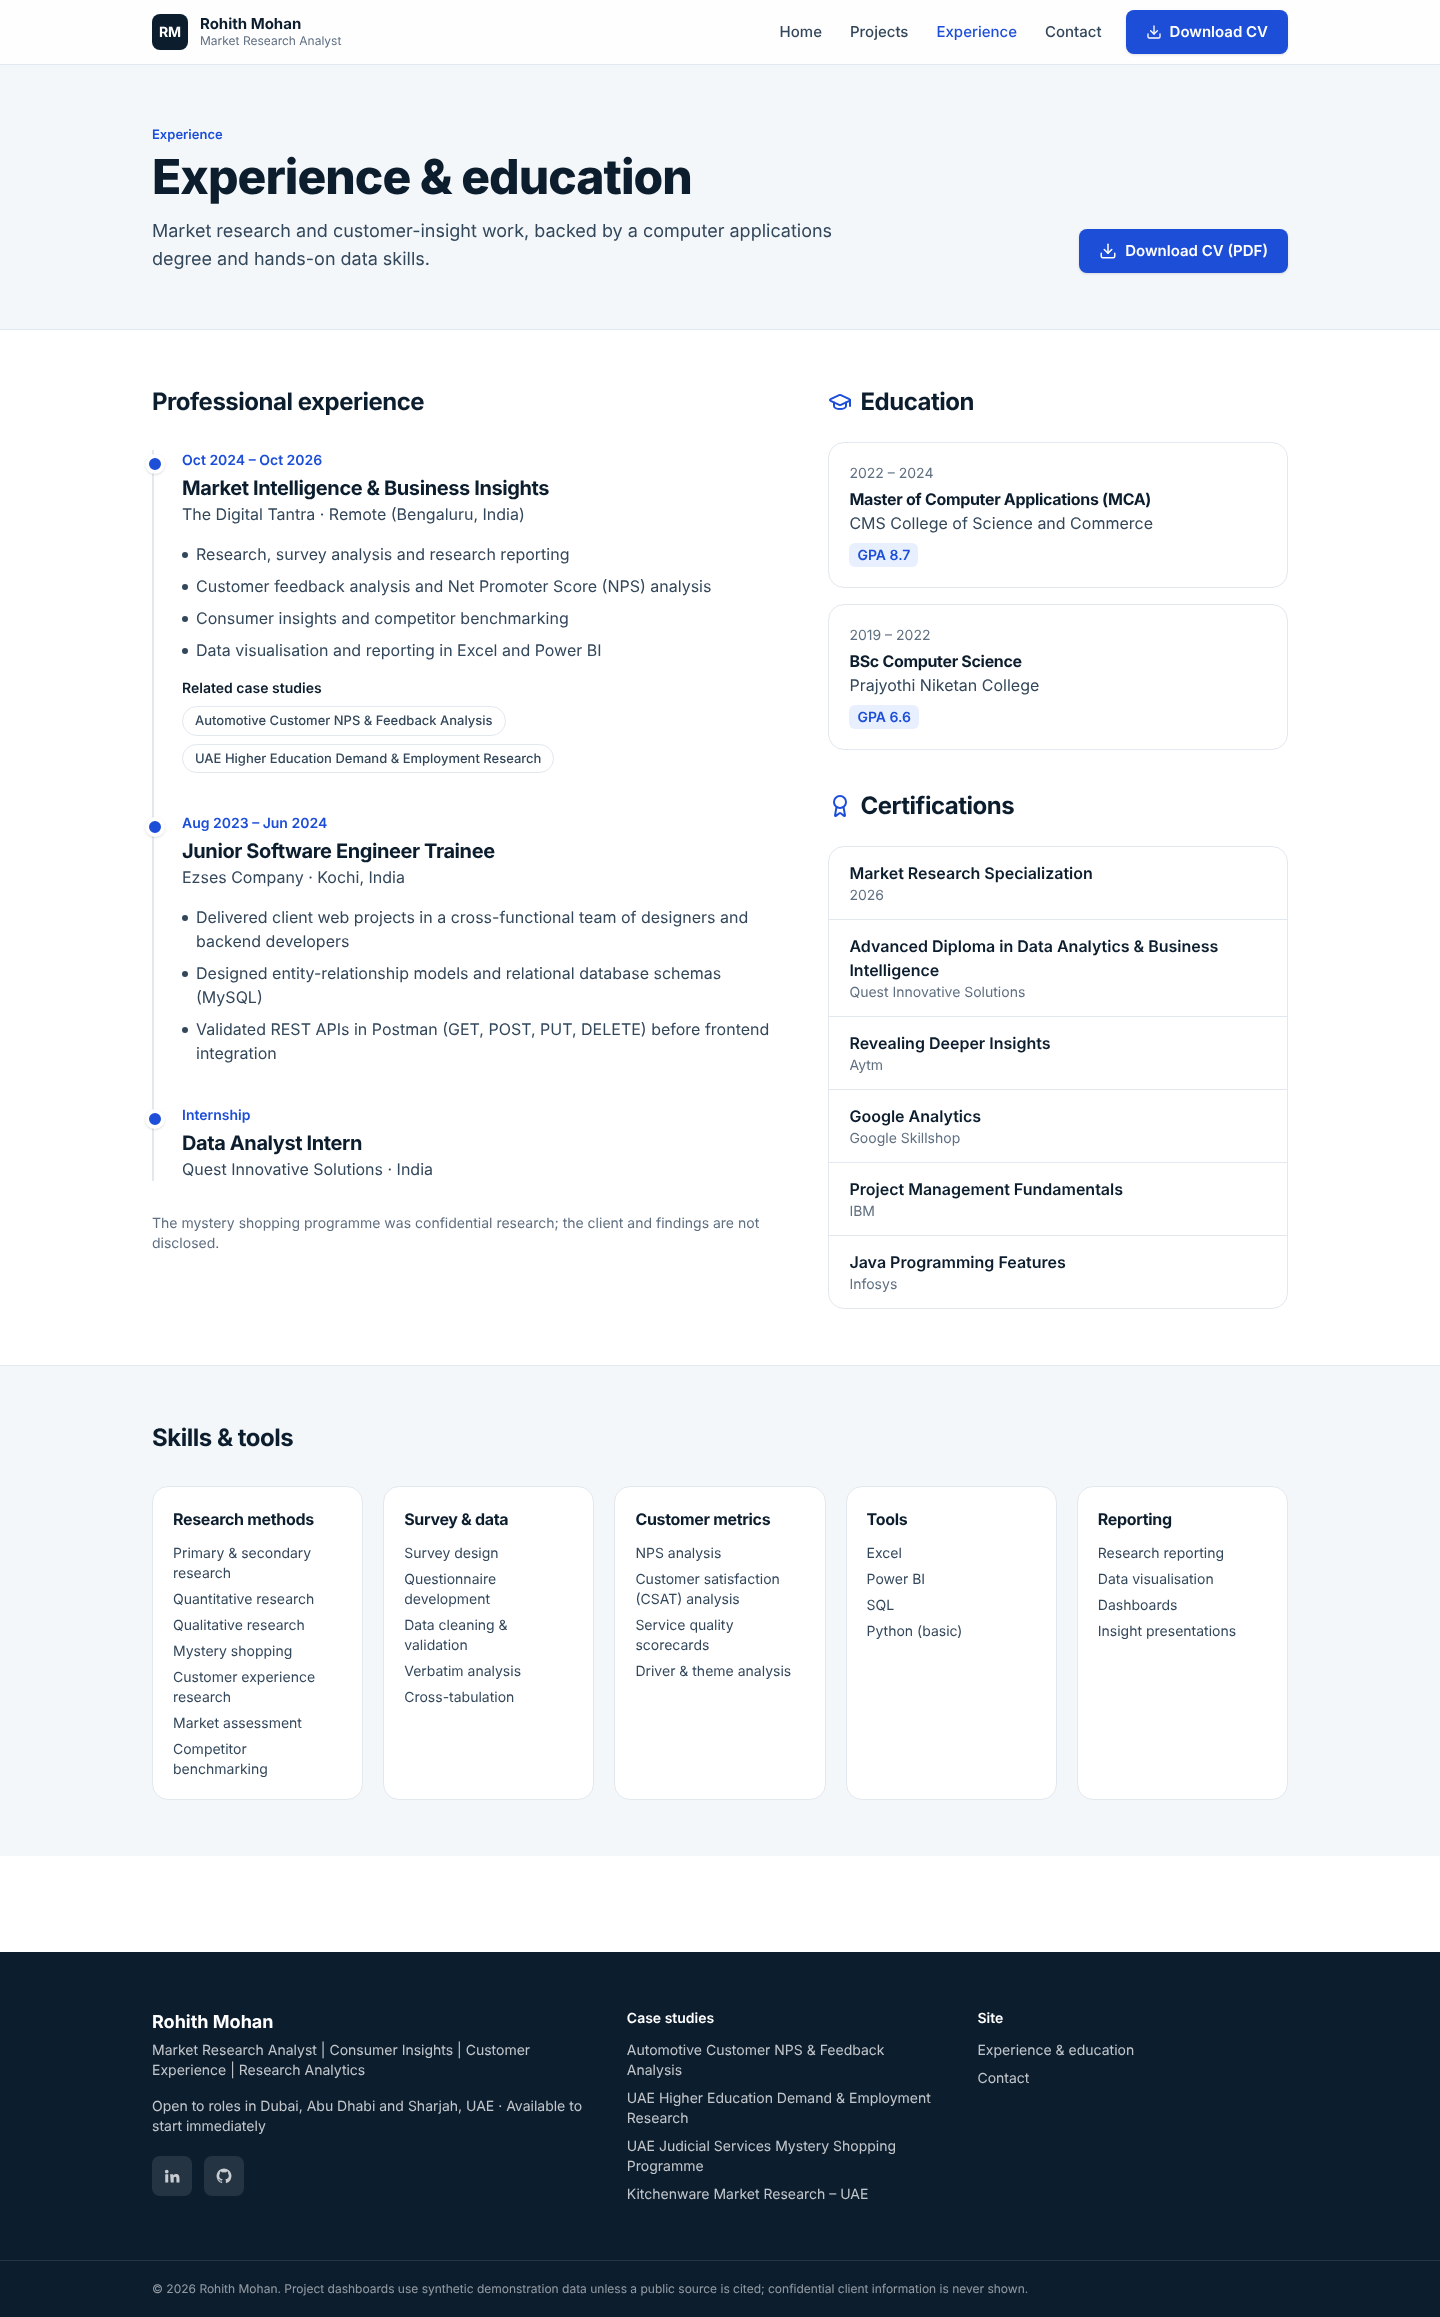 RM
Rohith Mohan
Market Research Analyst
Home
Projects
Experience
Contact
Download CV
Experience
Experience & education
Market research and customer-insight work, backed by a computer applications
degree and hands-on data skills.
Download CV (PDF)
Professional experience
Oct 2024 – Oct 2026
Market Intelligence & Business Insights
The Digital Tantra · Remote (Bengaluru, India)
Research, survey analysis and research reporting
Customer feedback analysis and Net Promoter Score (NPS) analysis
Consumer insights and competitor benchmarking
Data visualisation and reporting in Excel and Power BI
Related case studies
Automotive Customer NPS & Feedback Analysis
UAE Higher Education Demand & Employment Research
Aug 2023 – Jun 2024
Junior Software Engineer Trainee
Ezses Company · Kochi, India
Delivered client web projects in a cross-functional team of designers and
backend developers
Designed entity-relationship models and relational database schemas
(MySQL)
Validated REST APIs in Postman (GET, POST, PUT, DELETE) before frontend
integration
Internship
Data Analyst Intern
Quest Innovative Solutions · India
The mystery shopping programme was confidential research; the client and findings are not
disclosed.
Education
2022 – 2024
Master of Computer Applications (MCA)
CMS College of Science and Commerce
GPA 8.7
2019 – 2022
BSc Computer Science
Prajyothi Niketan College
GPA 6.6
Certifications
Market Research Specialization
2026
Advanced Diploma in Data Analytics & Business
Intelligence
Quest Innovative Solutions
Revealing Deeper Insights
Aytm
Google Analytics
Google Skillshop
Project Management Fundamentals
IBM
Java Programming Features
Infosys
Skills & tools
Research methods
Primary & secondary
research
Quantitative research
Qualitative research
Mystery shopping
Customer experience
research
Market assessment
Competitor
benchmarking
Survey & data
Survey design
Questionnaire
development
Data cleaning &
validation
Verbatim analysis
Cross-tabulation
Customer metrics
NPS analysis
Customer satisfaction
(CSAT) analysis
Service quality
scorecards
Driver & theme analysis
Tools
Excel
Power BI
SQL
Python (basic)
Reporting
Research reporting
Data visualisation
Dashboards
Insight presentations
Rohith Mohan
Market Research Analyst | Consumer Insights | Customer
Experience | Research Analytics
Open to roles in Dubai, Abu Dhabi and Sharjah, UAE · Available to
start immediately
in
Case studies
Automotive Customer NPS & Feedback
Analysis
UAE Higher Education Demand & Employment
Research
UAE Judicial Services Mystery Shopping
Programme
Kitchenware Market Research – UAE
Site
Experience & education
Contact
© 2026 Rohith Mohan. Project dashboards use synthetic demonstration data unless a public source is cited; confidential client information is never shown.